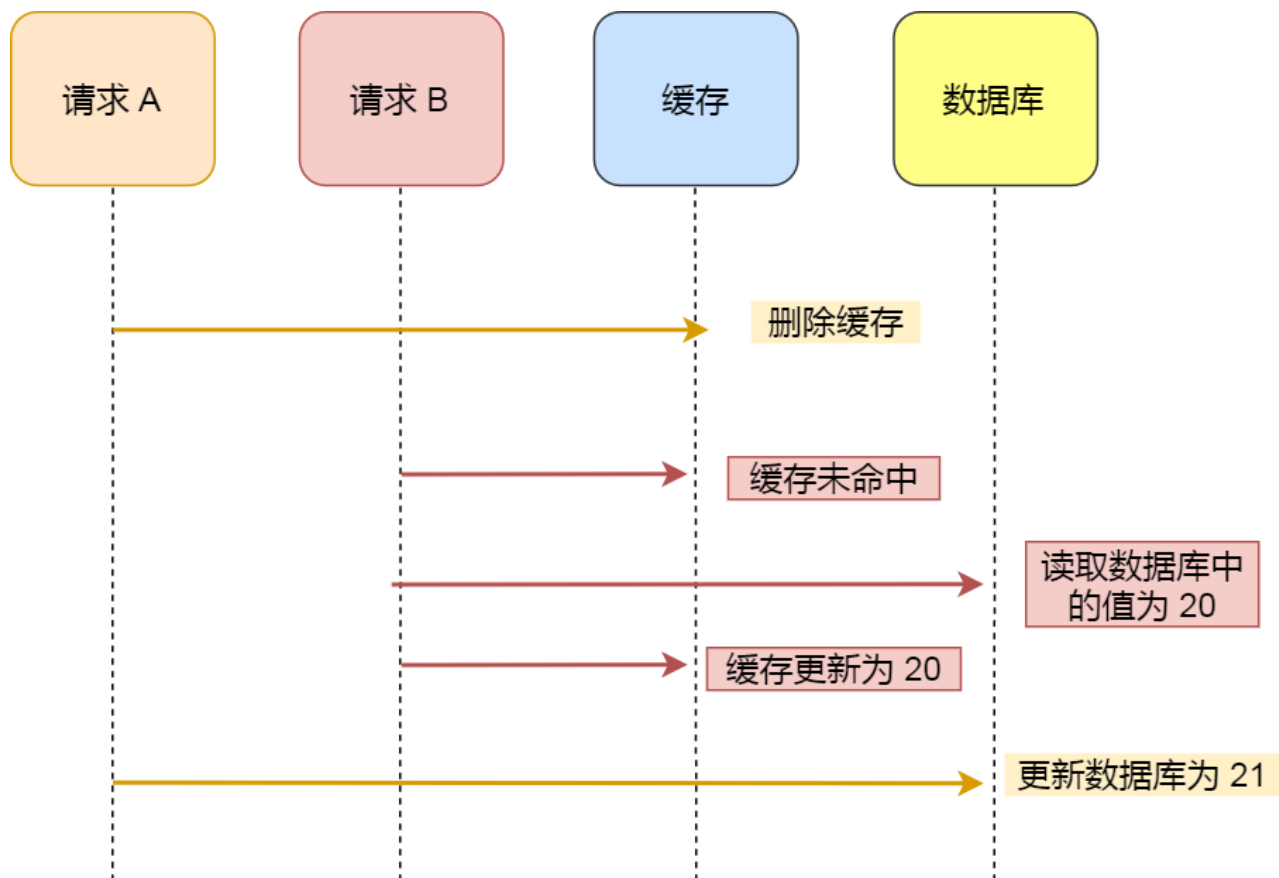 请求 A
请求 B
缓存
数据库
删除缓存
缓存未命中
读取数据库中
的值为 20
缓存更新为 20
更新数据库为 21